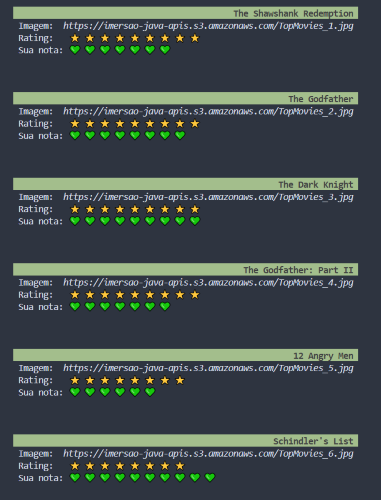 The Shawshank Redemption
Imagem: https://imersao-java-apis.s3.amazonaws.com/TopMovies_1.jpg
Rating: ⭐⭐⭐⭐⭐⭐⭐⭐⭐
Sua nota: 💚💚💚💚💚💚💚
The Godfather
Imagem: https://imersao-java-apis.s3.amazonaws.com/TopMovies_2.jpg
Rating: ⭐⭐⭐⭐⭐⭐⭐⭐⭐
Sua nota: 💚💚💚💚💚💚💚💚
The Dark Knight
Imagem: https://imersao-java-apis.s3.amazonaws.com/TopMovies_3.jpg
Rating: ⭐⭐⭐⭐⭐⭐⭐⭐⭐
Sua nota: 💚💚💚💚💚💚💚💚💚
The Godfather: Part II
Imagem: https://imersao-java-apis.s3.amazonaws.com/TopMovies_4.jpg
Rating: ⭐⭐⭐⭐⭐⭐⭐⭐⭐
Sua nota: 💚💚💚💚💚💚💚
12 Angry Men
Imagem: https://imersao-java-apis.s3.amazonaws.com/TopMovies_5.jpg
Rating: ⭐⭐⭐⭐⭐⭐⭐⭐
Sua nota: 💚💚💚💚💚💚
Schindler's List
Imagem: https://imersao-java-apis.s3.amazonaws.com/TopMovies_6.jpg
Rating: ⭐⭐⭐⭐⭐⭐⭐⭐
Sua nota: 💚💚💚💚💚💚💚💚💚💚